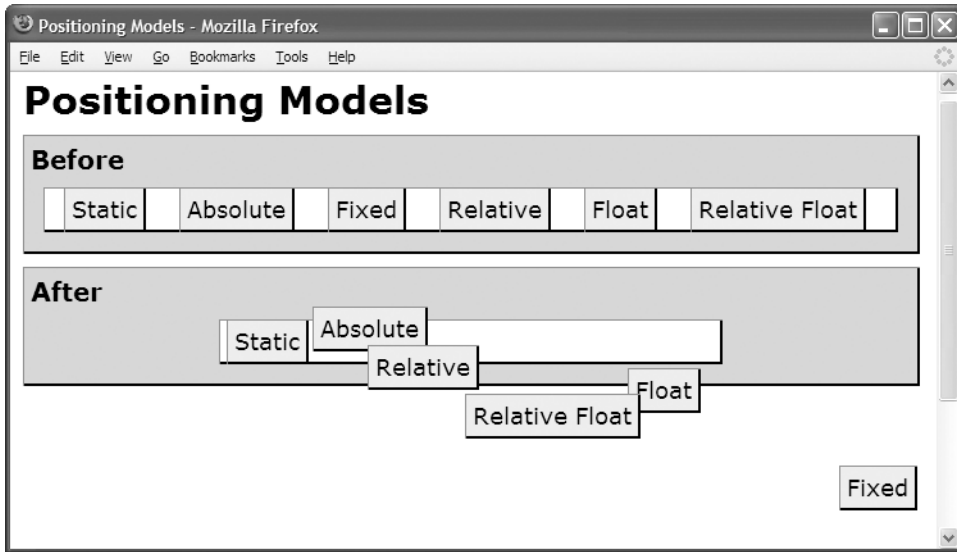 Positioning Models - Mozilla Firefox
File Edit View Go Bookmarks Tools Help
Positioning Models
Before
Static Absolute Fixed Relative Float Relative Float
After
Absolute
Static
Relative
Float
Relative Float
Fixed